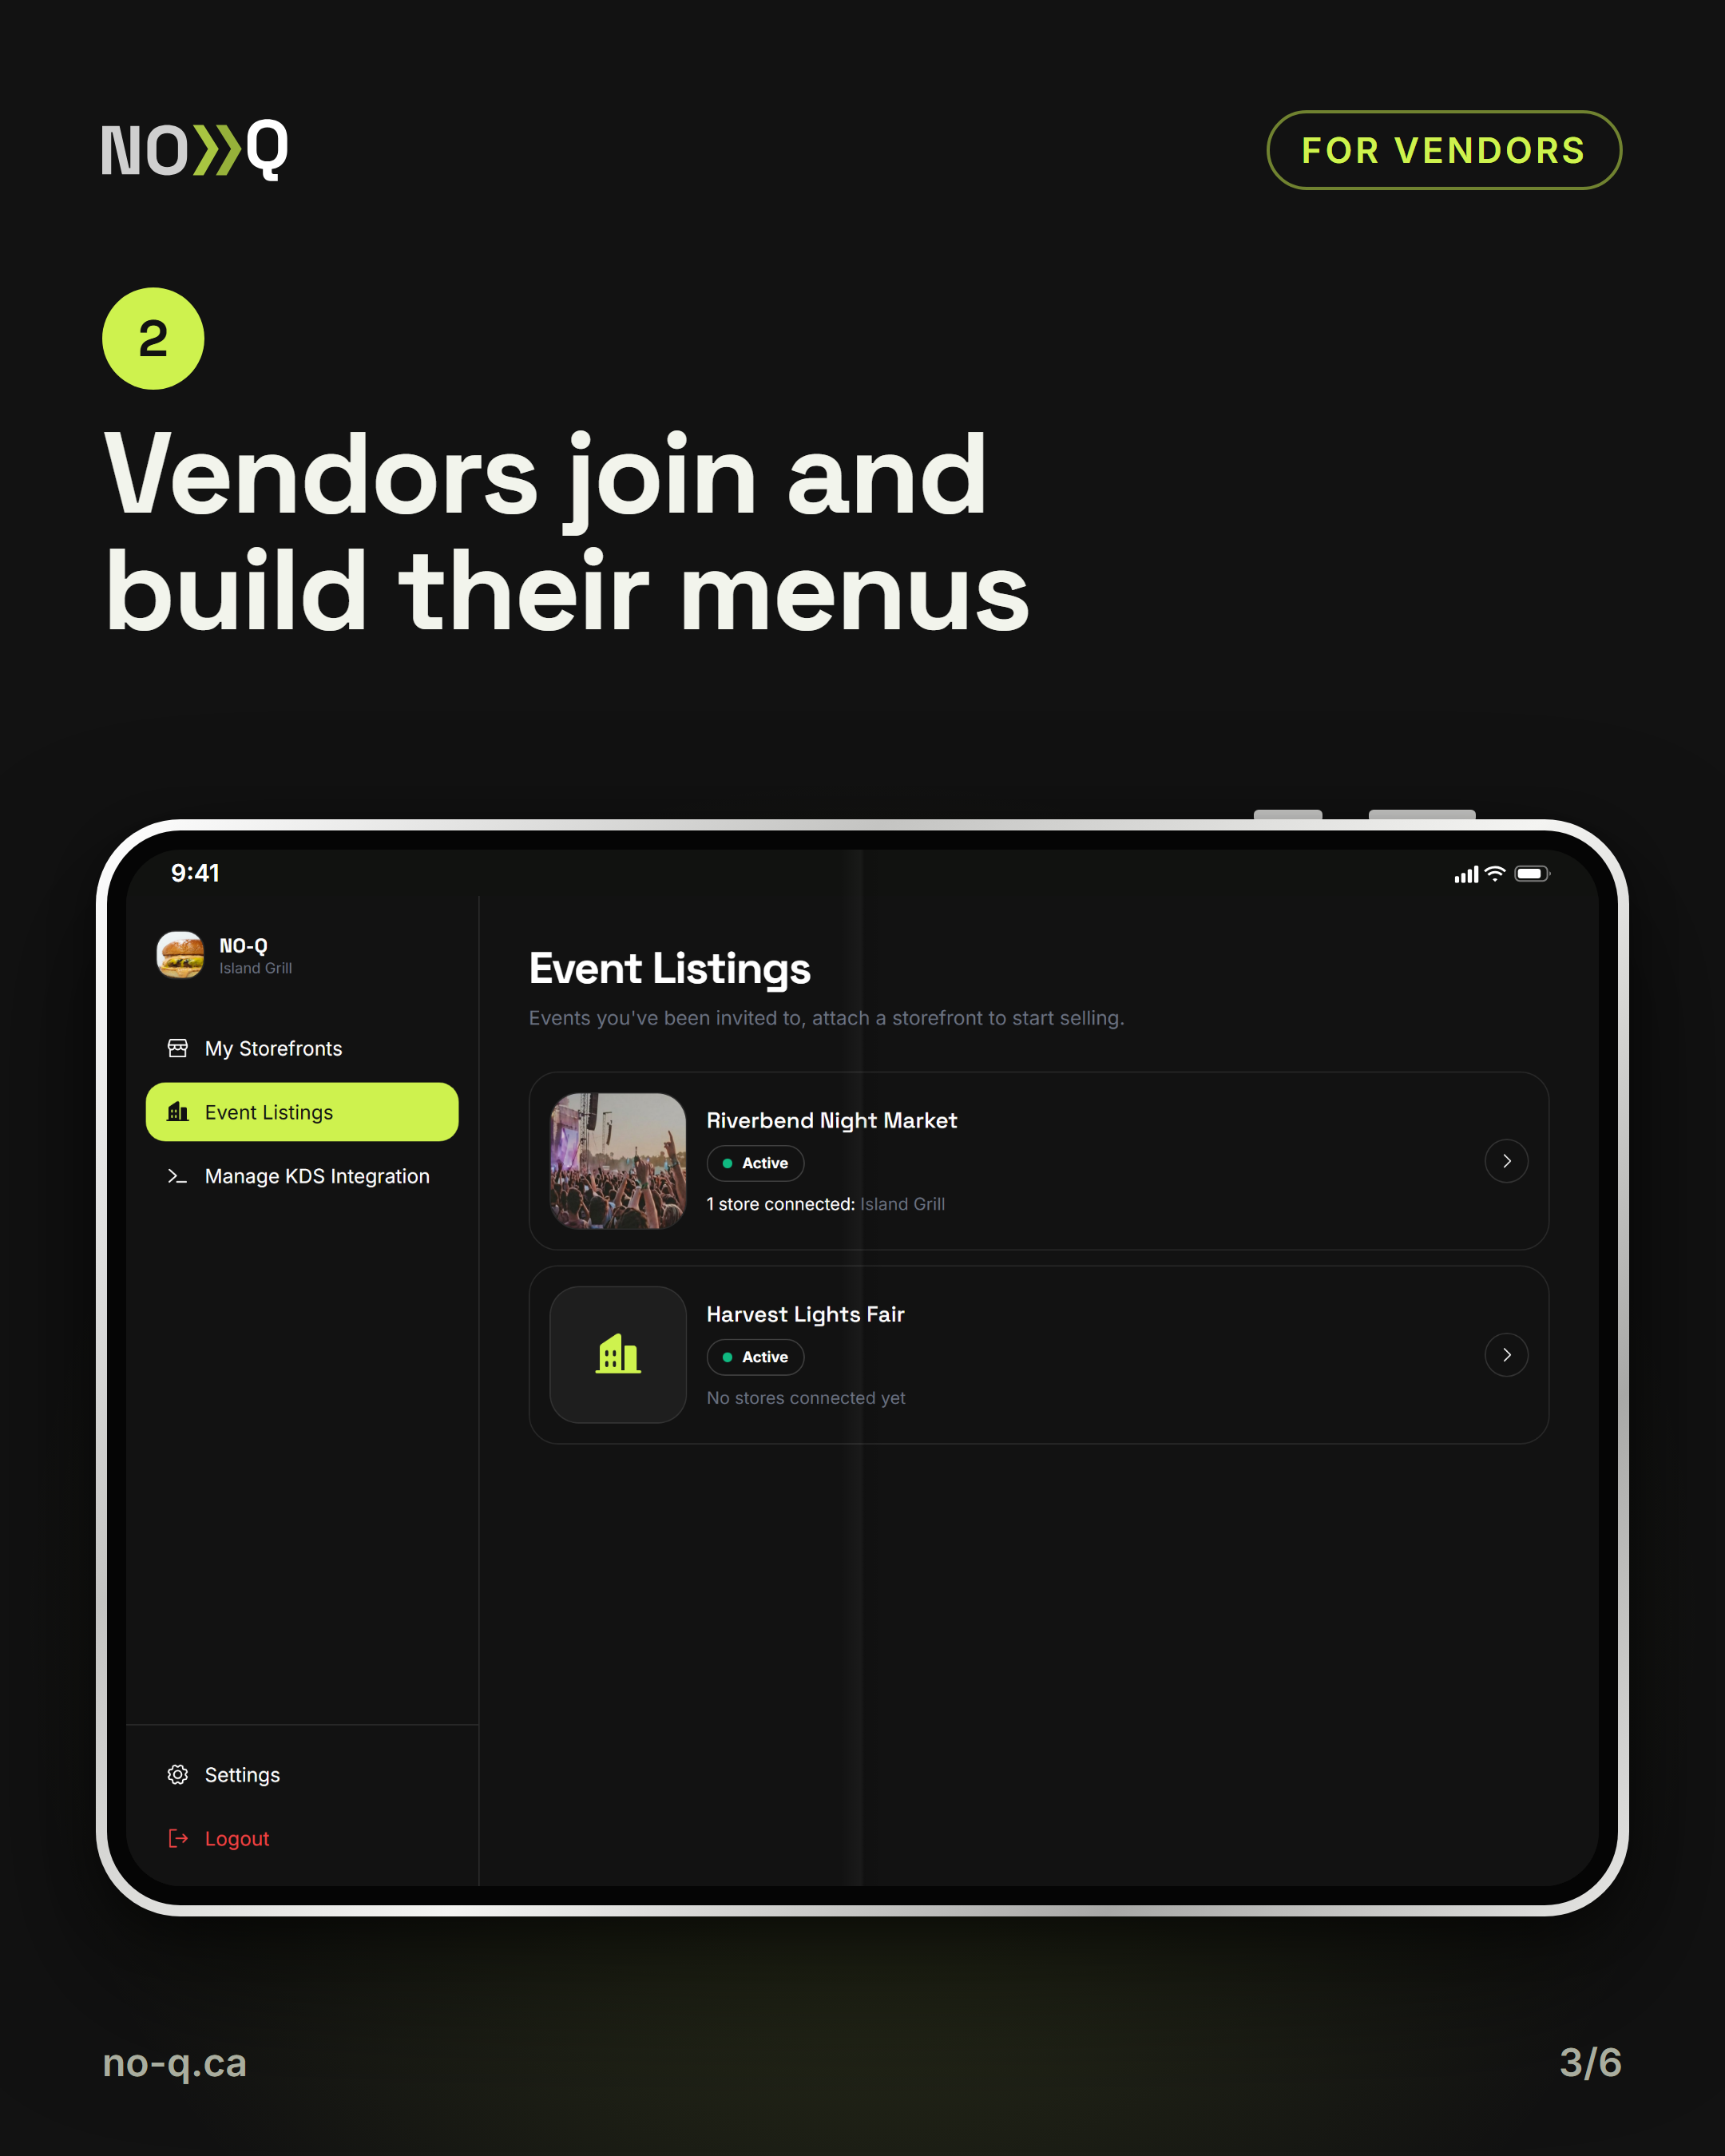 NO»Q
FOR VENDORS
2
Vendors join and
build their menus
9:41
NO-Q
Island Grill
My Storefronts
Event Listings
Manage KDS Integration
Settings
Logout
Event Listings
Events you've been invited to, attach a storefront to start selling.
Riverbend Night Market
Active
1 store connected: Island Grill
Harvest Lights Fair
Active
No stores connected yet
no-q.ca
3/6